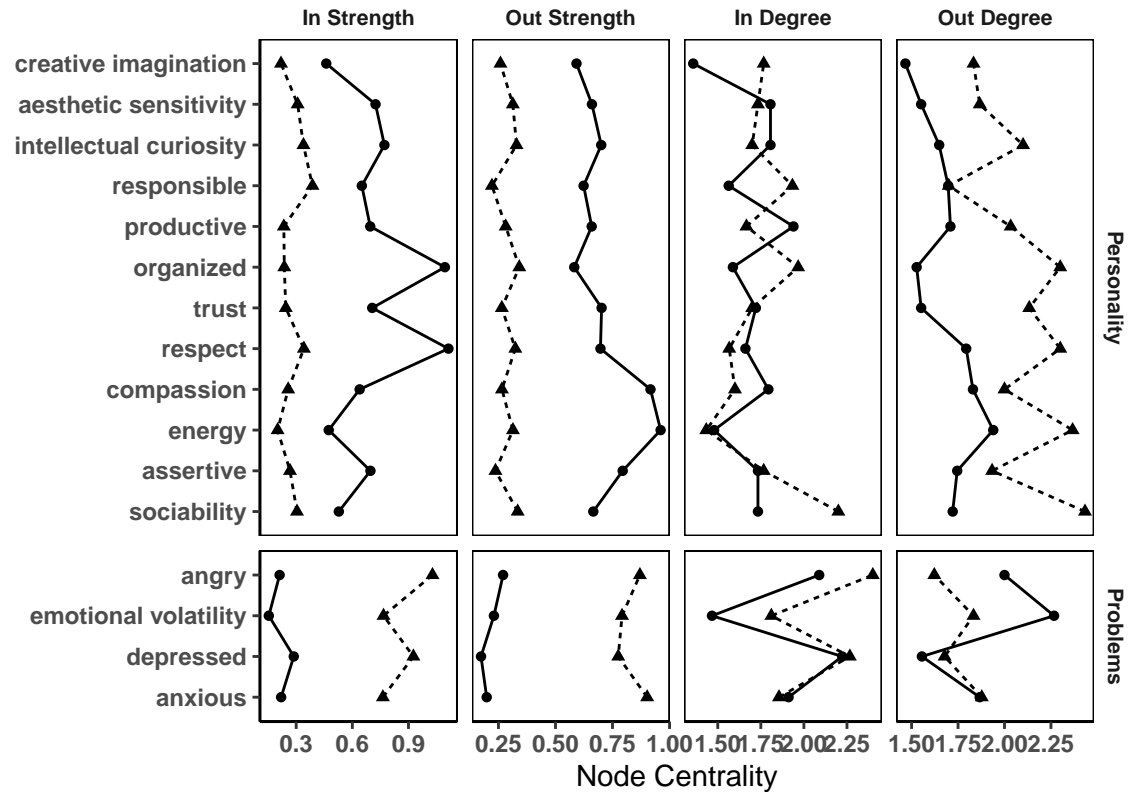 In Strength Out Strength In Degree Out Degree
creative imagination
aesthetic sensitivity
intellectual curiosity
responsible
productive
organized
trust
respect
compassion
energy
assertive
sociability
Personality
angry
emotional volatility
depressed
anxious
Problems
0.3 0.6 0.9 0.25 0.50 0.75 1.00 1.50 1.75 2.00 2.25 1.50 1.75 2.00 2.25
Node Centrality